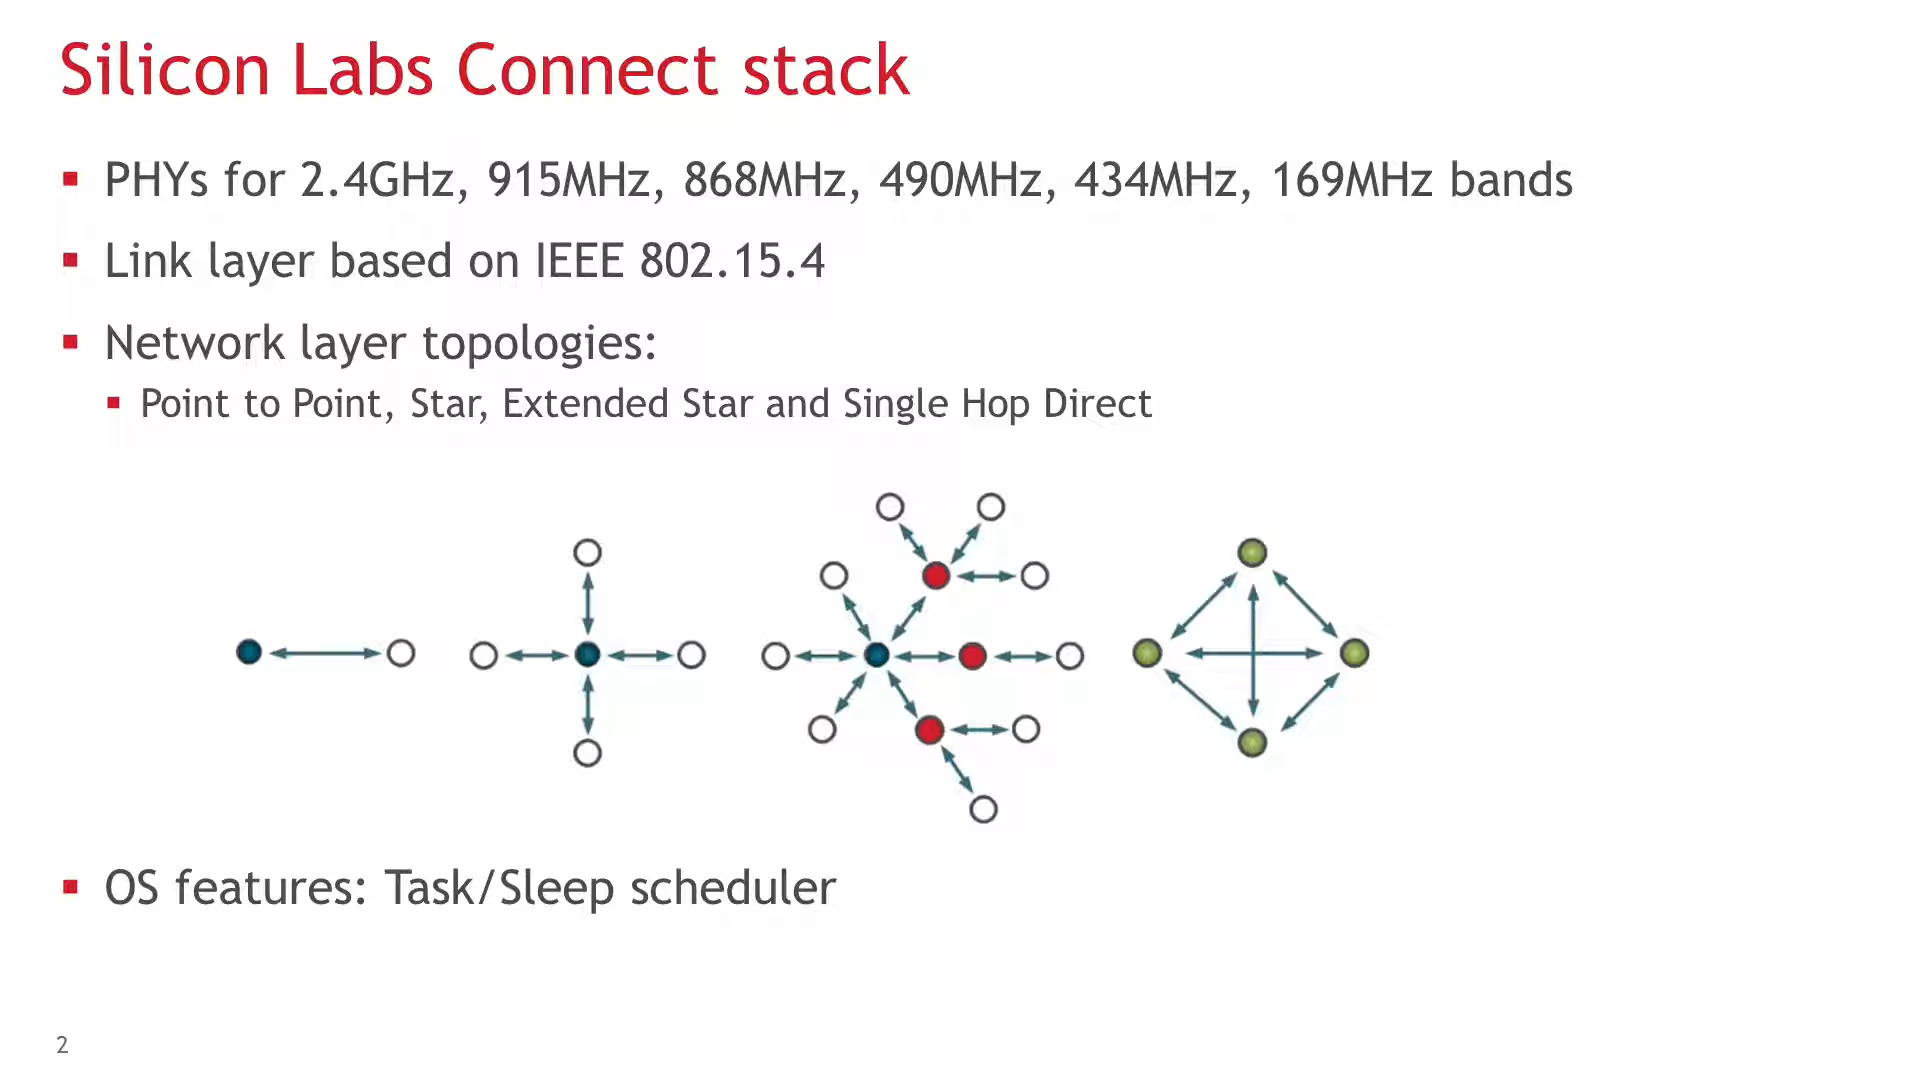 Silicon Labs Connect stack
PHYs for 2.4GHz, 915MHz, 868MHz, 490MHz, 434MHz, 169MHz bands
Link layer based on IEEE 802.15.4
Network layer topologies:
Point to Point, Star, Extended Star and Single Hop Direct
OS features: Task/Sleep scheduler
2